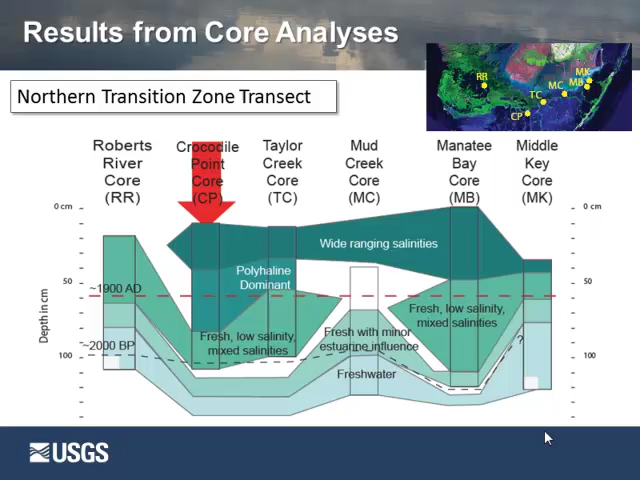 Results from Core Analyses
Northern Transition Zone Transect
RR
MK
MC
MB
TC
CP
Roberts
River
Core
(RR)
Crocodile
Point
Core
(CP)
Taylor
Creek
Core
(TC)
Mud
Creek
Core
(MC)
Manatee
Bay
Core
(MB)
Middle
Key
Core
(MK)
0 cm
0 cm
Wide ranging salinities
Polyhaline
Dominant
50
50
~1900 AD
Depth in cm
Fresh, low salinity,
mixed salinities
Fresh, low salinity,
mixed salinities
Fresh with minor
estuarine influence
~2000 BP
?
100
100
Freshwater
USGS